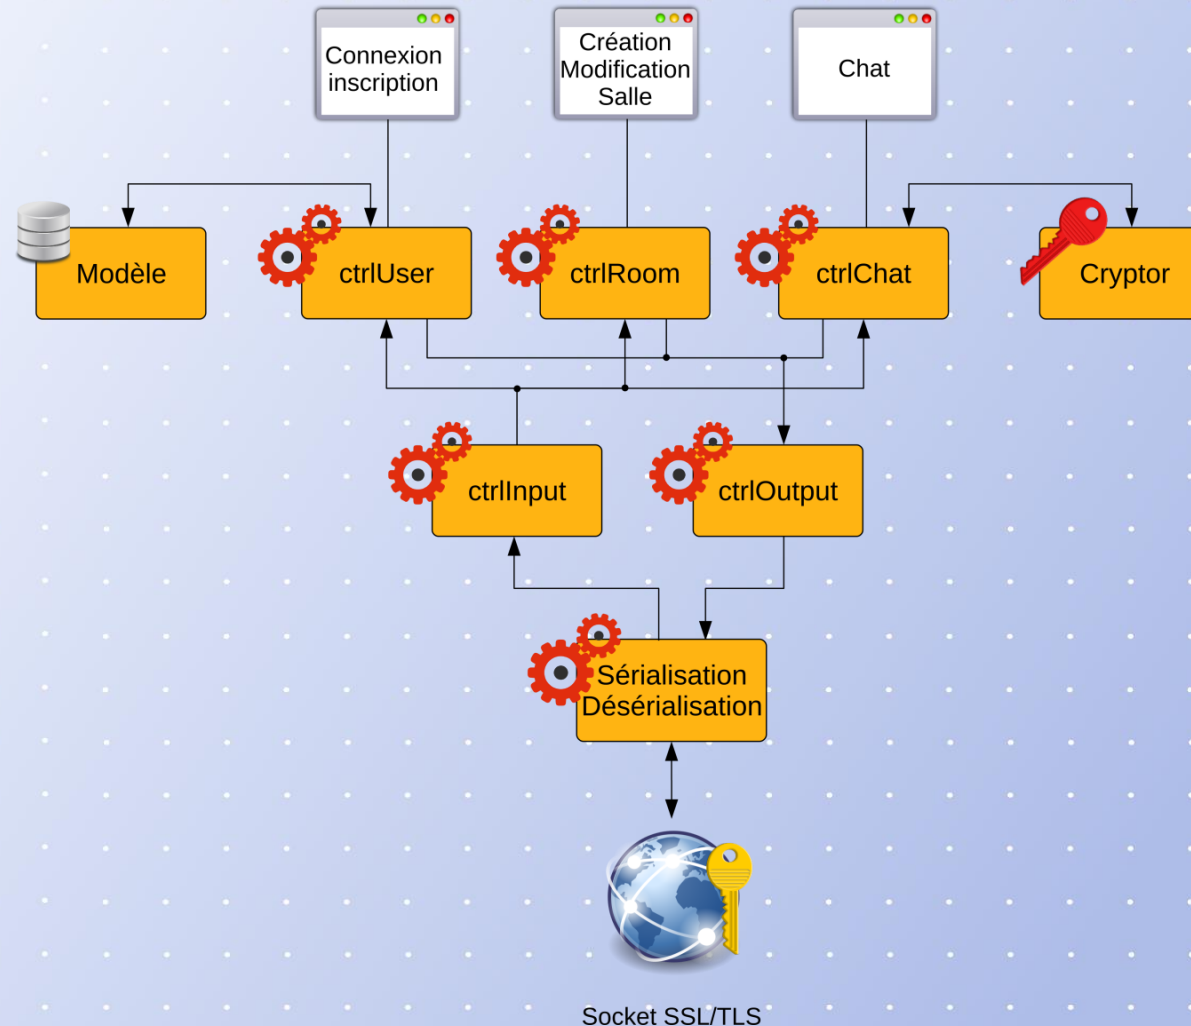 Connexion
inscription
Création
Modification
Salle
Chat
Modèle
ctrlUser
ctrlRoom
ctrlChat
Cryptor
ctrlInput
ctrlOutput
Sérialisation
Désérialisation
Socket SSL/TLS